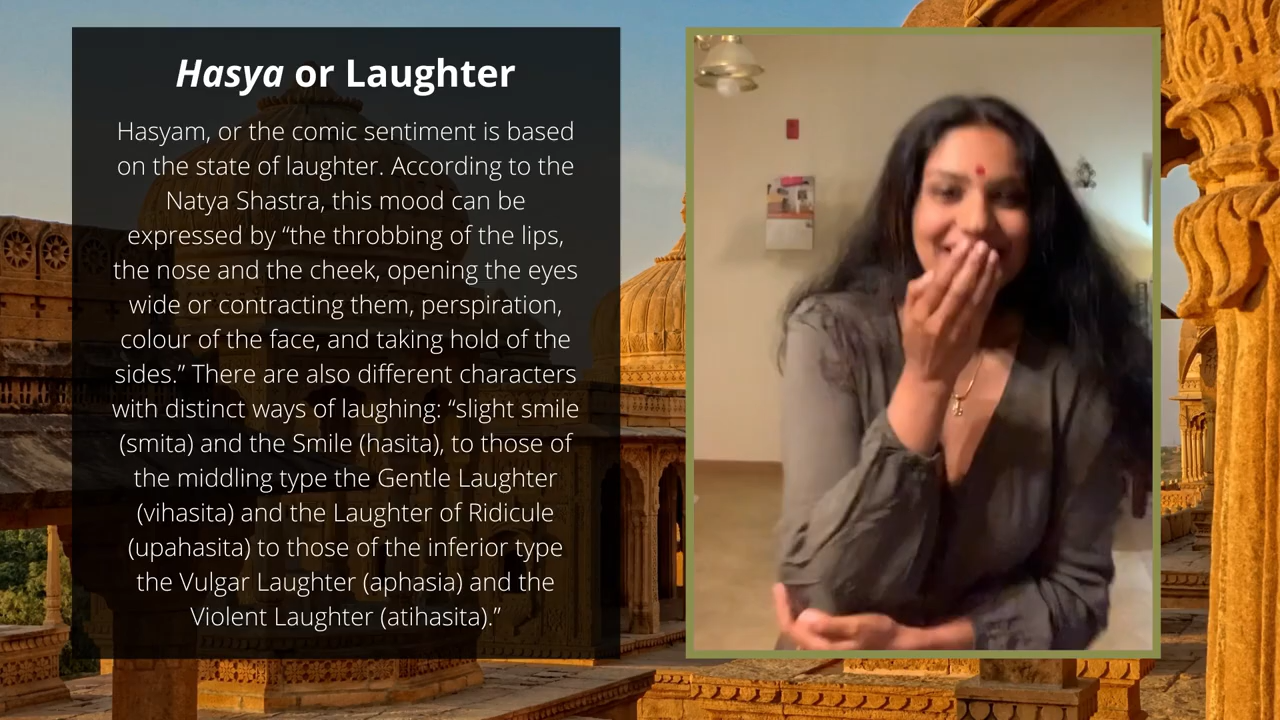 Hasya or Laughter
Hasyam, or the comic sentiment is based
on the state of laughter. According to the
Natya Shastra, this mood can be
expressed by “the throbbing of the lips,
the nose and the cheek, opening the eyes
wide or contracting them, perspiration,
colour of the face, and taking hold of the
sides.” There are also different characters
with distinct ways of laughing: “slight smile
(smita) and the Smile (hasita), to those of
the middling type the Gentle Laughter
(vihasita) and the Laughter of Ridicule
(upahasita) to those of the inferior type
the Vulgar Laughter (aphasia) and the
Violent Laughter (atihasita).”